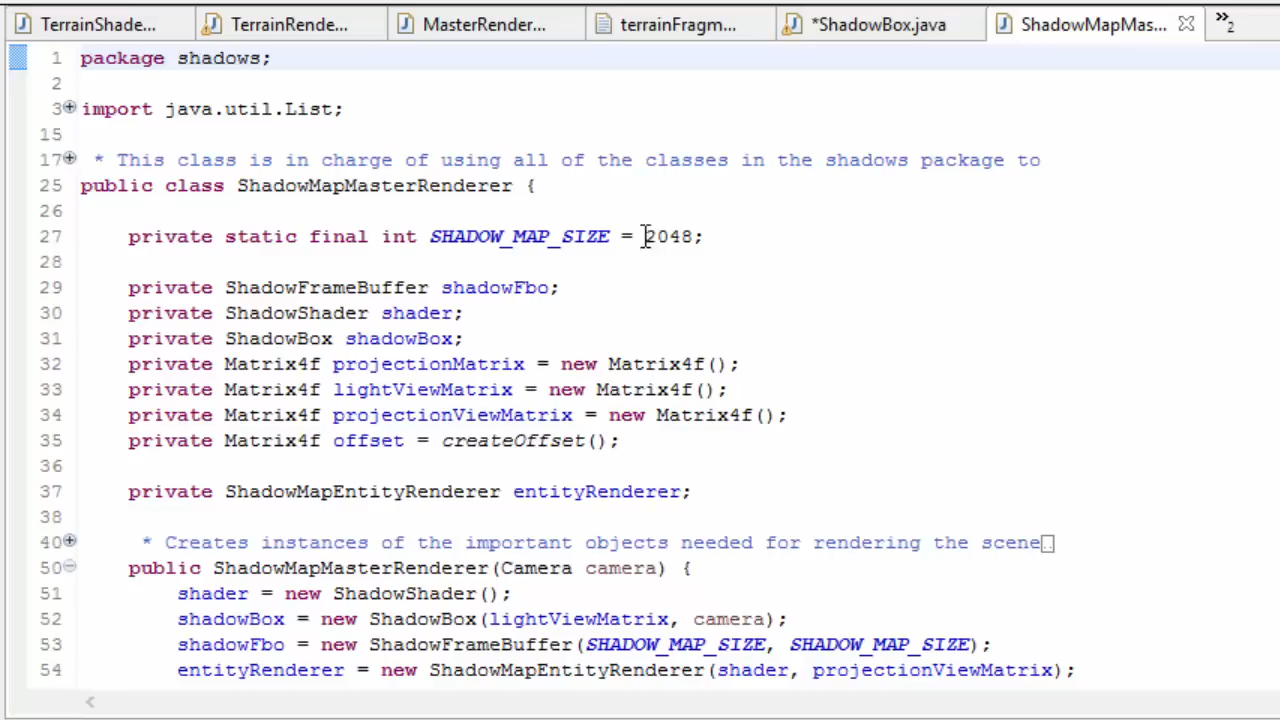 TerrainShade... TerrainRende... MasterRender... terrainFragm... *ShadowBox.java ShadowMapMas... »2
1 package shadows;
2
3 import java.util.List;
15
17 * This class is in charge of using all of the classes in the shadows package to
25 public class ShadowMapMasterRenderer {
26
27 private static final int SHADOW_MAP_SIZE = 2048;
28
29 private ShadowFrameBuffer shadowFbo;
30 private ShadowShader shader;
31 private ShadowBox shadowBox;
32 private Matrix4f projectionMatrix = new Matrix4f();
33 private Matrix4f lightViewMatrix = new Matrix4f();
34 private Matrix4f projectionViewMatrix = new Matrix4f();
35 private Matrix4f offset = createOffset();
36
37 private ShadowMapEntityRenderer entityRenderer;
38
40 * Creates instances of the important objects needed for rendering the scene..
50 public ShadowMapMasterRenderer(Camera camera) {
51 shader = new ShadowShader();
52 shadowBox = new ShadowBox(lightViewMatrix, camera);
53 shadowFbo = new ShadowFrameBuffer(SHADOW_MAP_SIZE, SHADOW_MAP_SIZE);
54 entityRenderer = new ShadowMapEntityRenderer(shader, projectionViewMatrix);